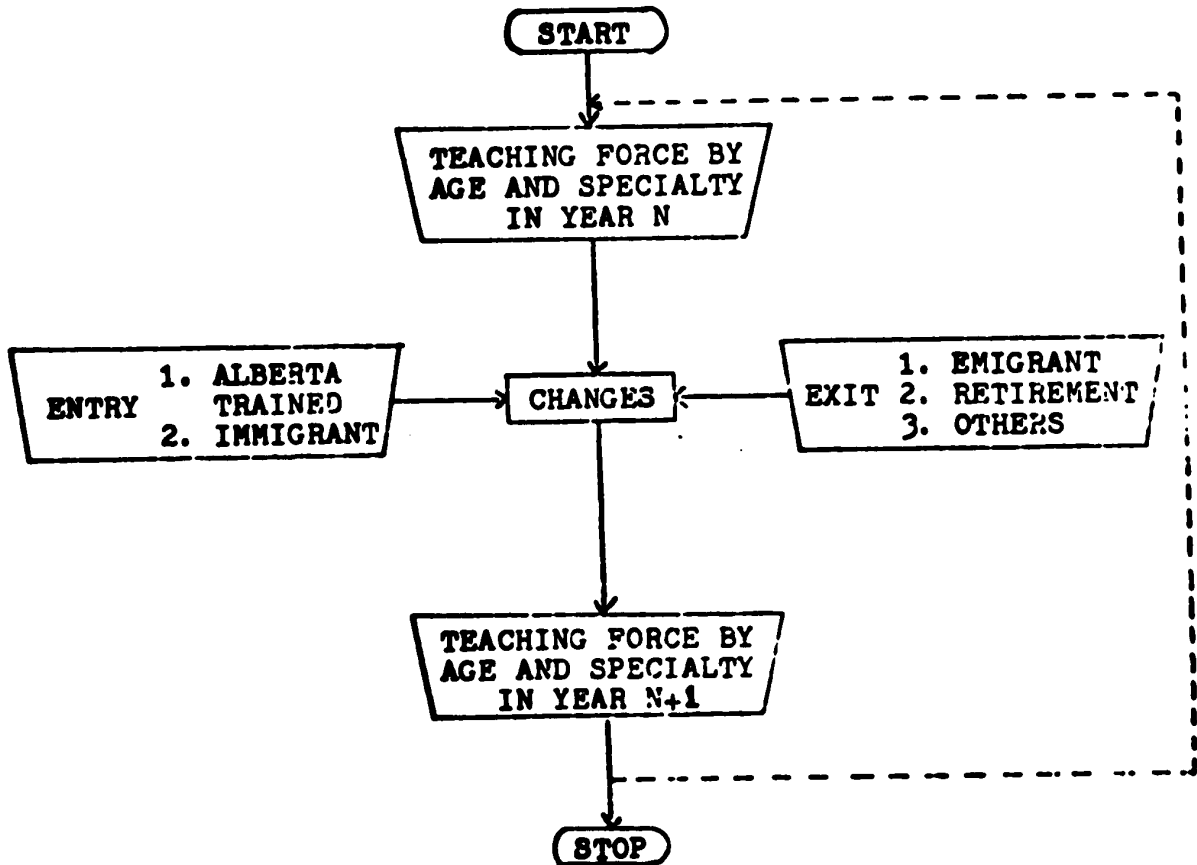 START
TEACHING FORCE BY
AGE AND SPECIALTY
IN YEAR N
ENTRY
1. ALBERTA
TRAINED
2. IMMIGRANT
CHANGES
EXIT
1. EMIGRANT
2. RETIREMENT
3. OTHERS
TEACHING FORCE BY
AGE AND SPECIALTY
IN YEAR N+1
STOP